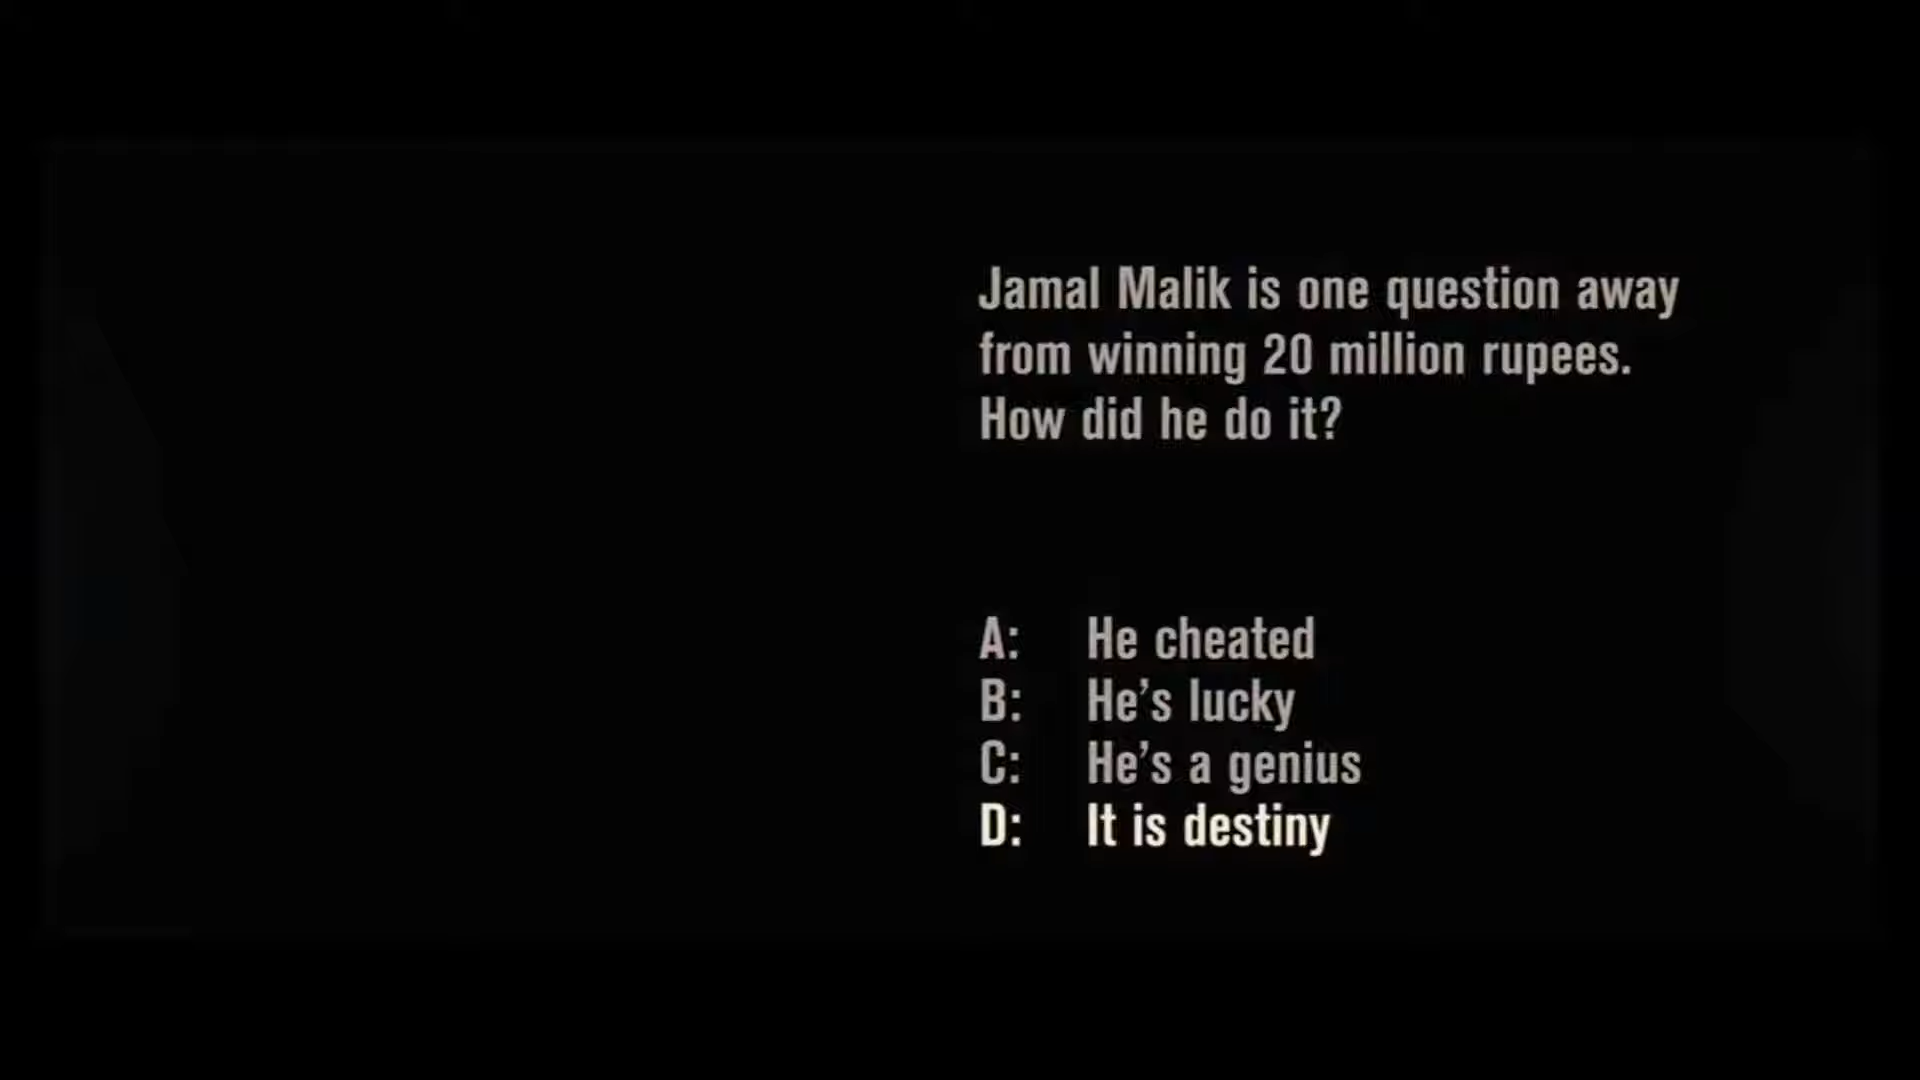 Jamal Malik is one question away
from winning 20 million rupees.
How did he do it?
A: He cheated
B: He’s lucky
C: He’s a genius
D: It is destiny